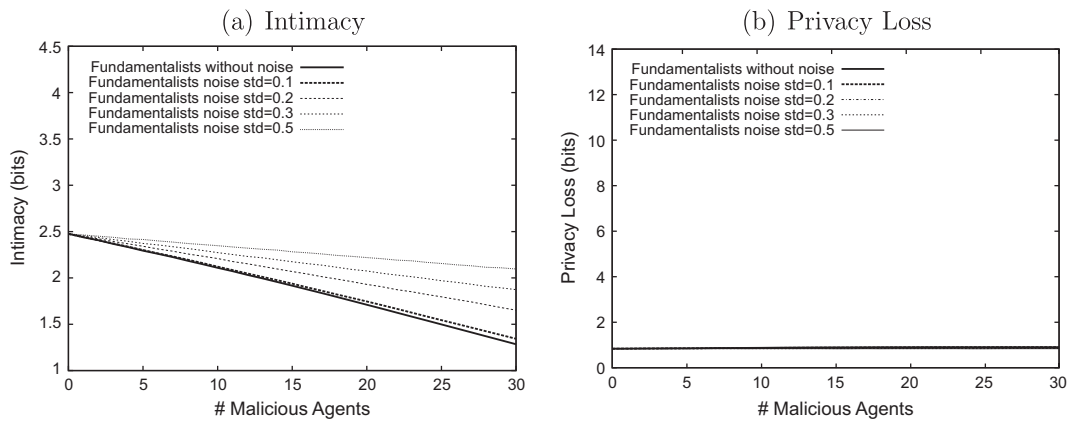 (a) Intimacy
4.5
4
3.5
3
2.5
2
1.5
1
Intimacy (bits)
Fundamentalists without noise
Fundamentalists noise std=0.1
Fundamentalists noise std=0.2
Fundamentalists noise std=0.3
Fundamentalists noise std=0.5
0 5 10 15 20 25 30
# Malicious Agents
(b) Privacy Loss
14
12
10
8
6
4
2
0
Privacy Loss (bits)
Fundamentalists without noise
Fundamentalists noise std=0.1
Fundamentalists noise std=0.2
Fundamentalists noise std=0.3
Fundamentalists noise std=0.5
0 5 10 15 20 25 30
# Malicious Agents